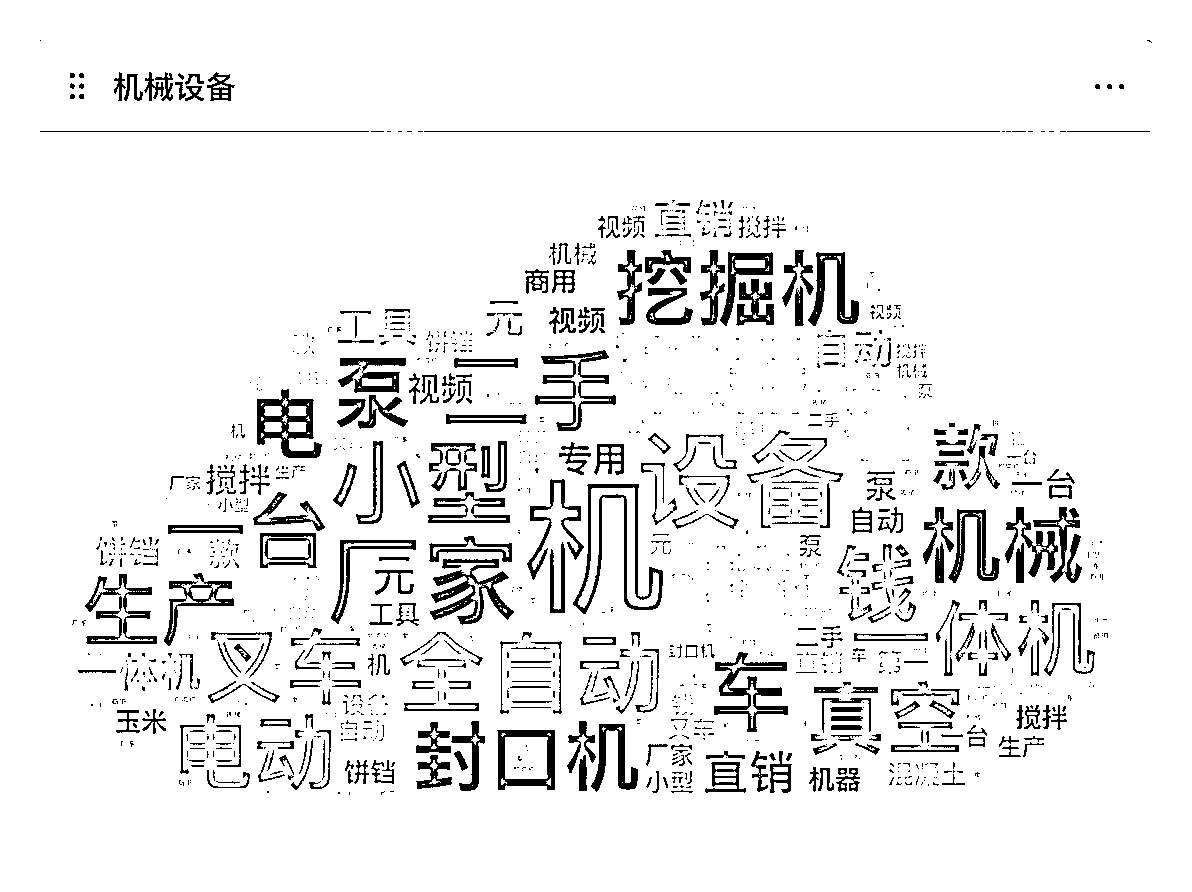 机械设备
视频 直销 搅拌
机械
商用 挖掘机
工具 元 视频 视频
饼铛 自动 搅拌
机械
泵 视频 二手 泵
电 二手
机 小型 专用 设备 款 一台
厂家 搅拌 生产 泵 一台
小型
一台 自动
饼铛 款 厂家 元 机 元 泵 钱 机械
生产 工具
叉车 全自动 封口机 二手 一体机
一体机 机 车 直销 车 第一
玉米 设备 叉车 真空 搅拌
电动 自动 封口机 厂家 一台 生产
饼铛 小型 直销 机器 混凝土